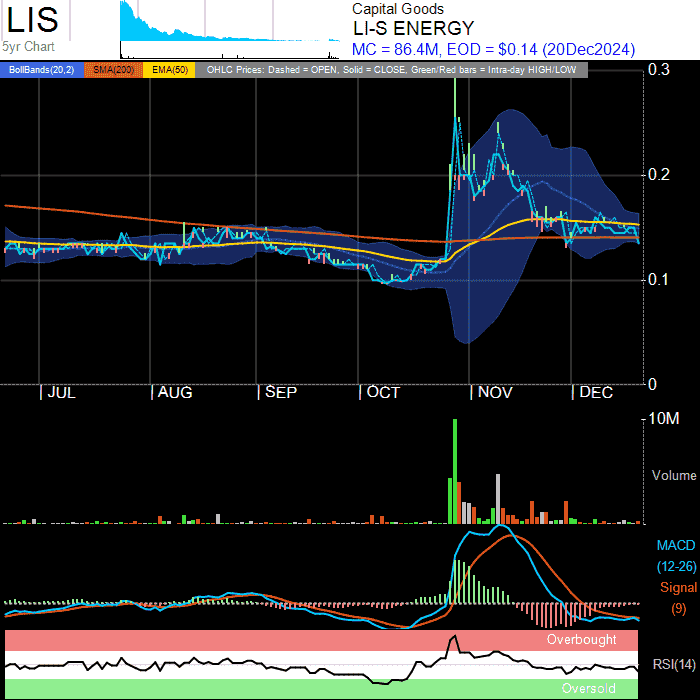 LIS
5yr Chart
Capital Goods
LI-S ENERGY
MC = 86.4M, EOD = $0.14 (20Dec2024)
BollBands(20,2) SMA(200) EMA(50) OHLC Prices: Dashed = OPEN, Solid = CLOSE, Green/Red bars = Intra-day HIGH/LOW
0.3
0.2
0.1
0
JUL AUG SEP OCT NOV DEC
10M
Volume
MACD
(12-26)
Signal
(9)
Overbought
RSI(14)
Oversold